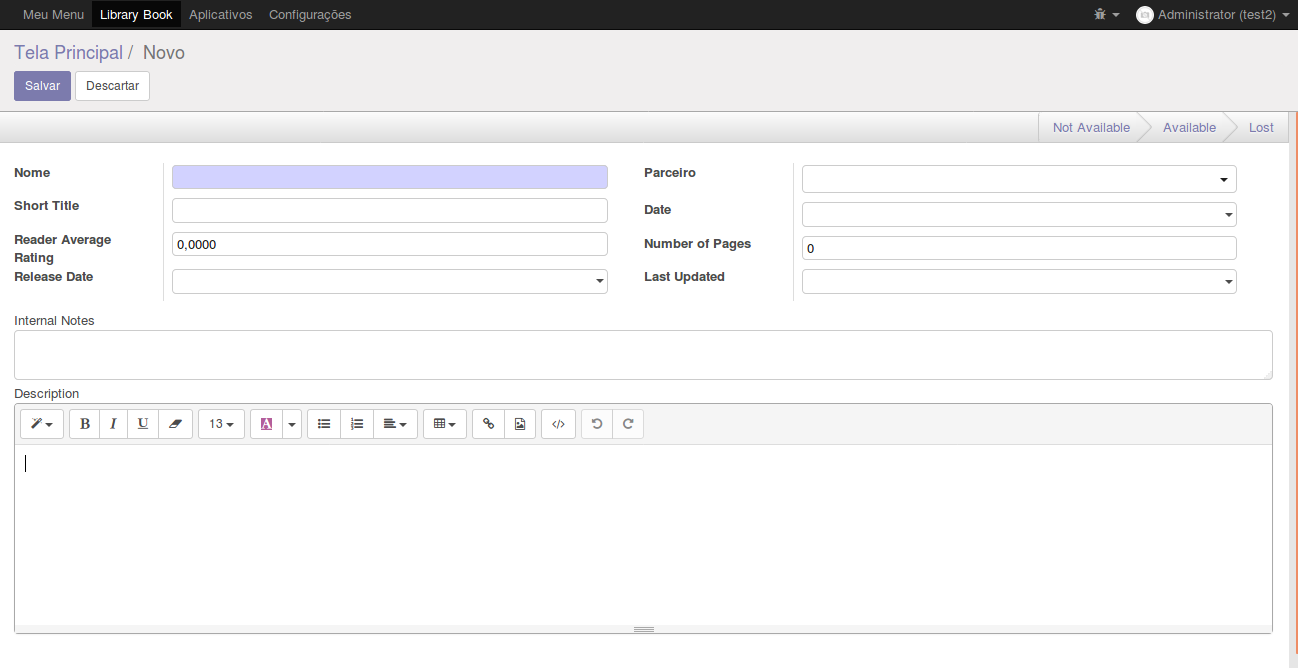 Meu Menu Library Book Aplicativos Configurações Administrator (test2)
Tela Principal / Novo
Salvar Descartar
Not Available Available Lost
Nome Parceiro
Short Title Date
Reader Average Rating 0,0000 Number of Pages 0
Release Date Last Updated
Internal Notes
Description
B I U 13 A </>